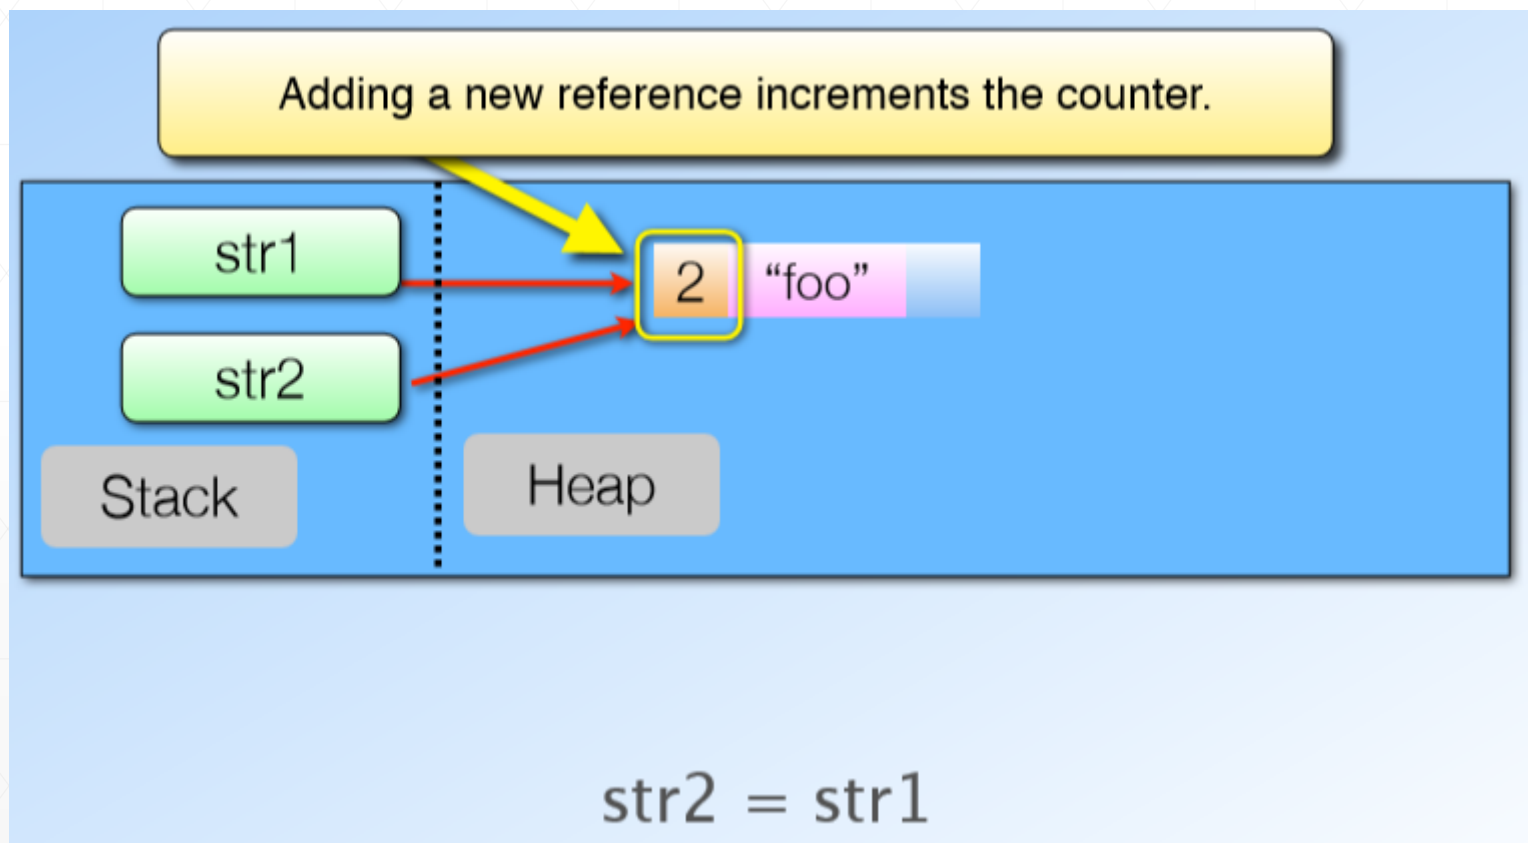 Adding a new reference increments the counter.
str1
2 “foo”
str2
Stack
Heap
str2 = str1